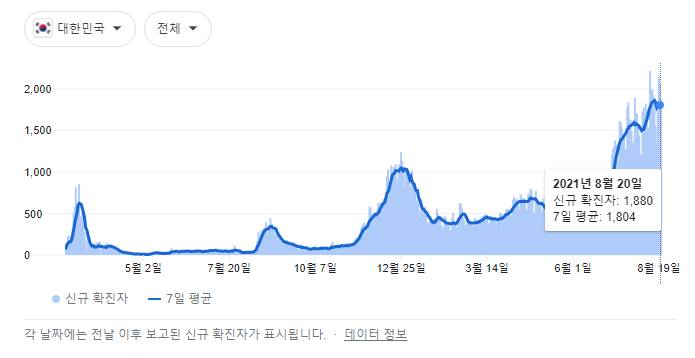 대한민국 전체
2,000
1,500
1,000
500
0
2021년 8월 20일
신규 확진자: 1,880
7일 평균: 1,804
5월 2일 7월 20일 10월 7일 12월 25일 3월 14일 6월 1일 8월 19일
신규 확진자 7일 평균
각 날짜에는 전날 이후 보고된 신규 확진자가 표시됩니다. · 데이터 정보